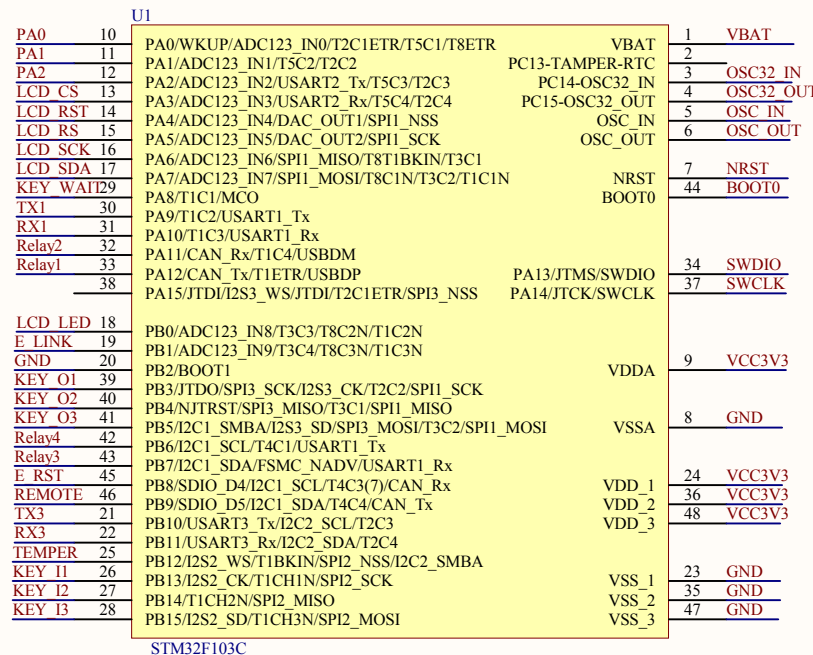 U1
PA0 10 PA0/WKUP/ADC123_IN0/T2C1ETR/T5C1/T8ETR VBAT 1 VBAT
PA1 11 PA1/ADC123_IN1/T5C2/T2C2 PC13-TAMPER-RTC 2
PA2 12 PA2/ADC123_IN2/USART2_Tx/T5C3/T2C3 PC14-OSC32_IN 3 OSC32_IN
LCD_CS 13 PA3/ADC123_IN3/USART2_Rx/T5C4/T2C4 PC15-OSC32_OUT 4 OSC32_OUT
LCD_RST 14 PA4/ADC123_IN4/DAC_OUT1/SPI1_NSS OSC_IN 5 OSC_IN
LCD_RS 15 PA5/ADC123_IN5/DAC_OUT2/SPI1_SCK OSC_OUT 6 OSC_OUT
LCD_SCK 16 PA6/ADC123_IN6/SPI1_MISO/T8T1BKIN/T3C1
LCD_SDA 17 PA7/ADC123_IN7/SPI1_MOSI/T8C1N/T3C2/T1C1N NRST 7 NRST
KEY_WAIT 29 PA8/T1C1/MCO BOOT0 44 BOOT0
TX1 30 PA9/T1C2/USART1_Tx
RX1 31 PA10/T1C3/USART1_Rx
Relay2 32 PA11/CAN_Rx/T1C4/USBDM
Relay1 33 PA12/CAN_Tx/T1ETR/USBDP PA13/JTMS/SWDIO 34 SWDIO
38 PA15/JTDI/I2S3_WS/JTDI/T2C1ETR/SPI3_NSS PA14/JTCK/SWCLK 37 SWCLK
LCD_LED 18 PB0/ADC123_IN8/T3C3/T8C2N/T1C2N
E_LINK 19 PB1/ADC123_IN9/T3C4/T8C3N/T1C3N
GND 20 PB2/BOOT1 VDDA 9 VCC3V3
KEY_O1 39 PB3/JTDO/SPI3_SCK/I2S3_CK/T2C2/SPI1_SCK
KEY_O2 40 PB4/NJTRST/SPI3_MISO/T3C1/SPI1_MISO
KEY_O3 41 PB5/I2C1_SMBA/I2S3_SD/SPI3_MOSI/T3C2/SPI1_MOSI VSSA 8 GND
Relay4 42 PB6/I2C1_SCL/T4C1/USART1_Tx
Relay3 43 PB7/I2C1_SDA/FSMC_NADV/USART1_Rx
E_RST 45 PB8/SDIO_D4/I2C1_SCL/T4C3(7)/CAN_Rx VDD_1 24 VCC3V3
REMOTE 46 PB9/SDIO_D5/I2C1_SDA/T4C4/CAN_Tx VDD_2 36 VCC3V3
TX3 21 PB10/USART3_Tx/I2C2_SCL/T2C3 VDD_3 48 VCC3V3
RX3 22 PB11/USART3_Rx/I2C2_SDA/T2C4
TEMPER 25 PB12/I2S2_WS/T1BKIN/SPI2_NSS/I2C2_SMBA
KEY_I1 26 PB13/I2S2_CK/T1CH1N/SPI2_SCK VSS_1 23 GND
KEY_I2 27 PB14/T1CH2N/SPI2_MISO VSS_2 35 GND
KEY_I3 28 PB15/I2S2_SD/T1CH3N/SPI2_MOSI VSS_3 47 GND
STM32F103C